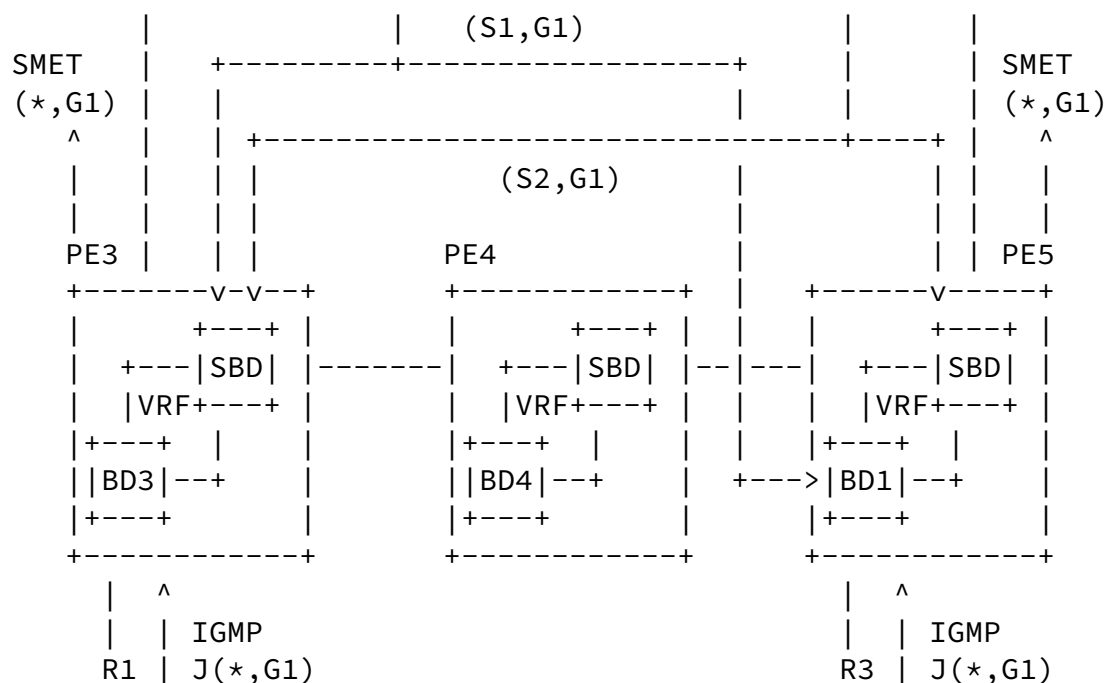 |             |   (S1,G1)              |      |
SMET  |   +---------+------------------+     |      | SMET
(*,G1)|   |                            |     |      |(*,G1)
   ^  |   | +--------------------------------+----+ |   ^
   |  |   | |             (S2,G1)      |          | |   |
   |  |   | |                          |          | |   |
   PE3 |   | |          PE4             |          | | PE5
   +-------v-v--+       +------------+  |   +------v-----+
   |      +---+ |       |      +---+ |  |   |      +---+ |
   |  +---|SBD| |-------|  +---|SBD| |--|---|  +---|SBD| |
   |  |VRF+---+ |       |  |VRF+---+ |  |   |  |VRF+---+ |
   |+---+  |    |       |+---+  |    |  |   |+---+  |    |
   ||BD3|--+    |       ||BD4|--+    |  +--->|BD1|--+    |
   |+---+       |       |+---+       |      |+---+       |
   +------------+       +------------+      +------------+
     |  ^                                     |  ^
     |  | IGMP                                |  | IGMP
     R1 | J(*,G1)                             R3 | J(*,G1)